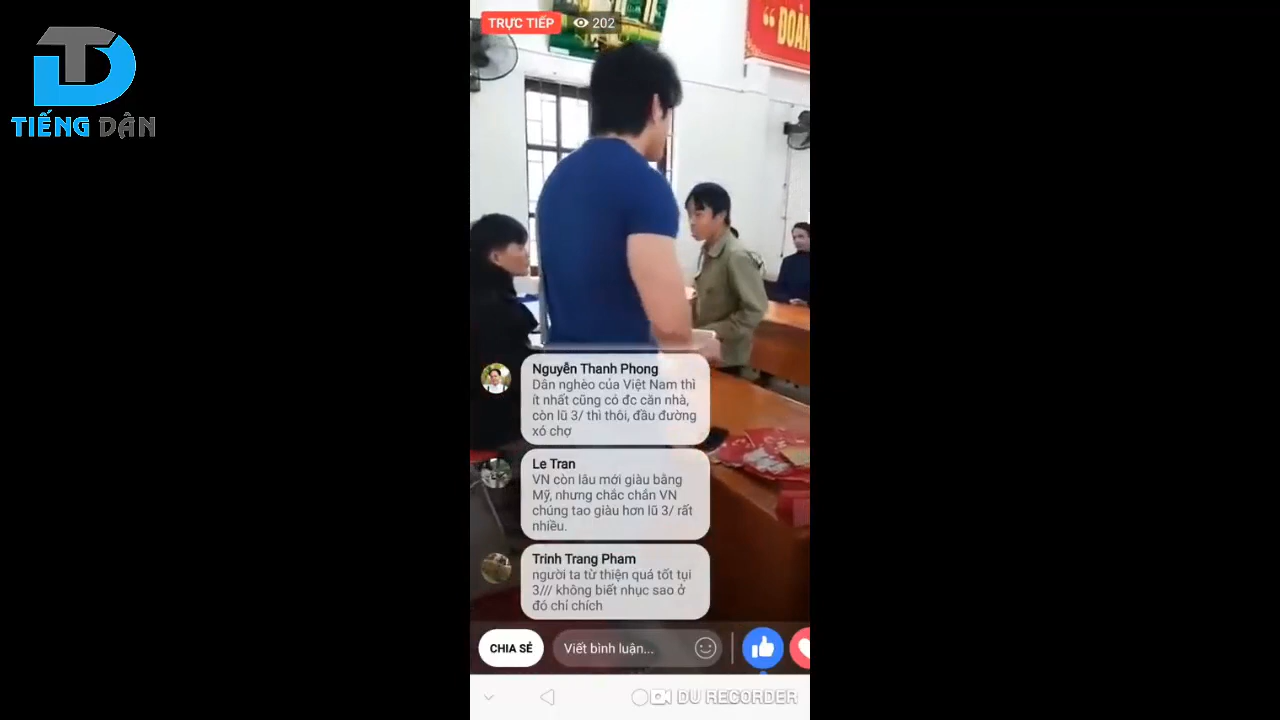 TIẾNG DÂN
TRỰC TIẾP 202
“ ĐOÀN
Nguyễn Thanh Phong
Dân nghèo của Việt Nam thì
ít nhất cũng có đc căn nhà,
còn lũ 3/ thì thôi, đầu đường
xó chợ
Le Tran
VN còn lâu mới giàu bằng
Mỹ, nhưng chắc chắn VN
chúng tao giàu hơn lũ 3/ rất
nhiều.
Trinh Trang Pham
người ta từ thiện quá tốt tụi
3/// không biết nhục sao ở
đó chỉ chích
CHIA SẺ
Viết bình luận...
DU RECORDER